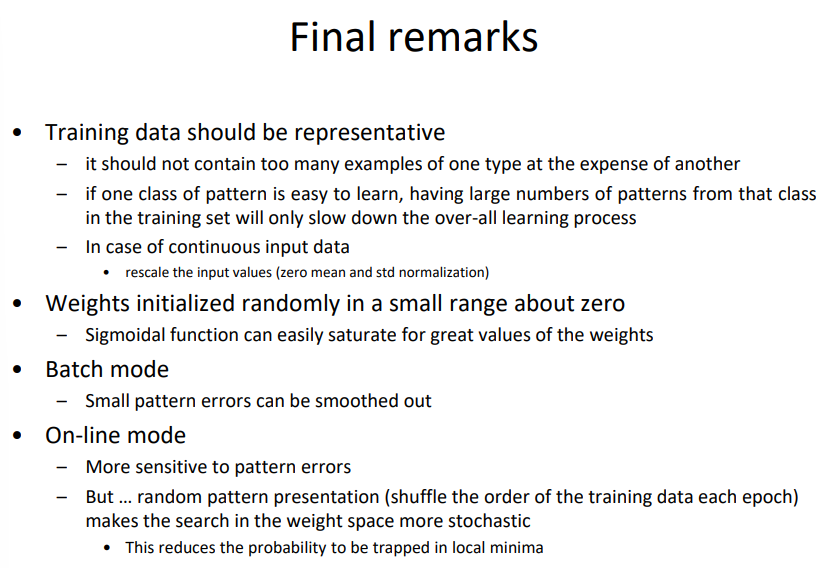 Final remarks
• Training data should be representative
– it should not contain too many examples of one type at the expense of another
– if one class of pattern is easy to learn, having large numbers of patterns from that class
in the training set will only slow down the over-all learning process
– In case of continuous input data
• rescale the input values (zero mean and std normalization)
• Weights initialized randomly in a small range about zero
– Sigmoidal function can easily saturate for great values of the weights
• Batch mode
– Small pattern errors can be smoothed out
• On-line mode
– More sensitive to pattern errors
– But ... random pattern presentation (shuffle the order of the training data each epoch)
makes the search in the weight space more stochastic
• This reduces the probability to be trapped in local minima